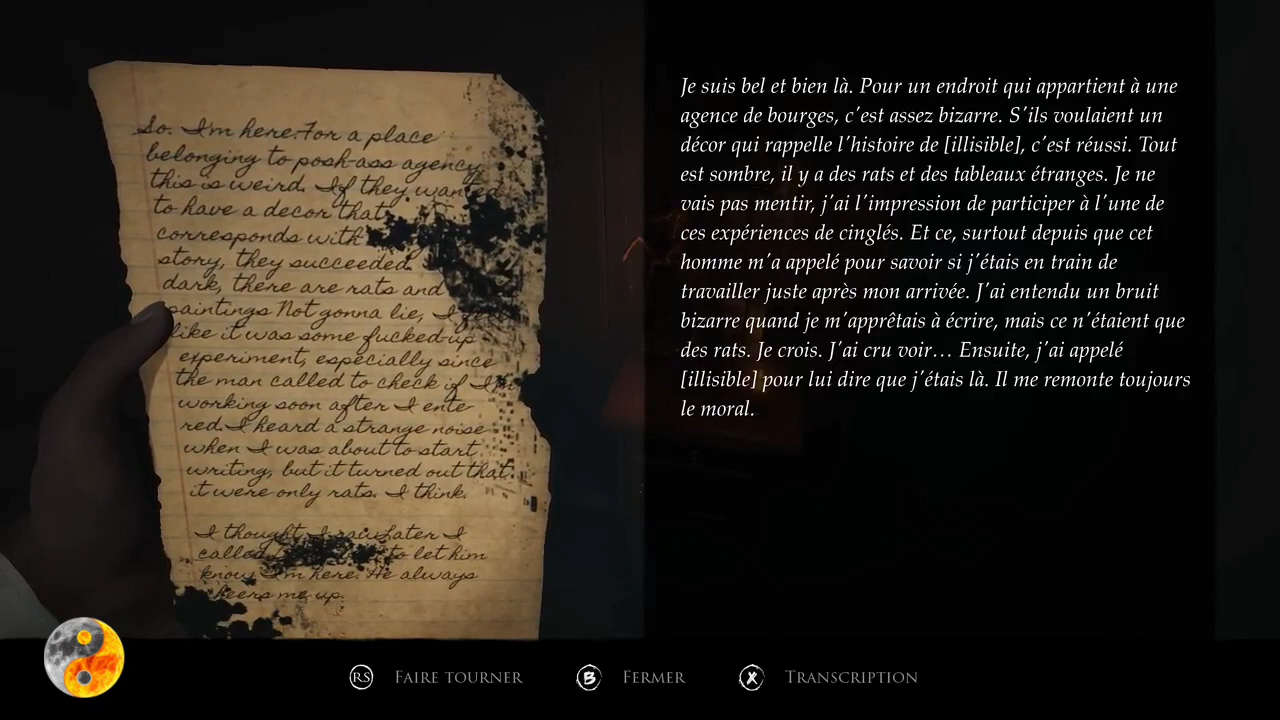 So. I'm here. For a place
belonging to posh-ass agency
this is weird. If they wanted
to have a decor that
corresponds with
story, they succeeded.
dark, there are rats and
paintings Not gonna lie, I
like it was some fucked-up
experiment, especially since
the man called to check if I'm
working soon after I ente-
red. I heard a strange noise
when I was about to start
writing, but it turned out that
it were only rats. I think.
I thought I saw Later I
called to let him
know I'm here. He always
cheers me up.
Je suis bel et bien là. Pour un endroit qui appartient à une
agence de bourges, c'est assez bizarre. S'ils voulaient un
décor qui rappelle l'histoire de [illisible], c'est réussi. Tout
est sombre, il y a des rats et des tableaux étranges. Je ne
vais pas mentir, j'ai l'impression de participer à l'une de
ces expériences de cinglés. Et ce, surtout depuis que cet
homme m'a appelé pour savoir si j'étais en train de
travailler juste après mon arrivée. J'ai entendu un bruit
bizarre quand je m'apprêtais à écrire, mais ce n'étaient que
des rats. Je crois. J'ai cru voir… Ensuite, j'ai appelé
[illisible] pour lui dire que j'étais là. Il me remonte toujours
le moral.
RS FAIRE TOURNER B FERMER X TRANSCRIPTION